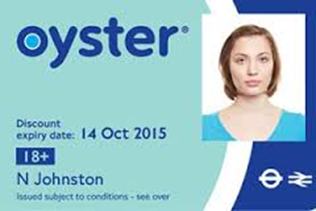 oyster®
Discount
expiry date: 14 Oct 2015
18+
N Johnston
Issued subject to conditions - see over